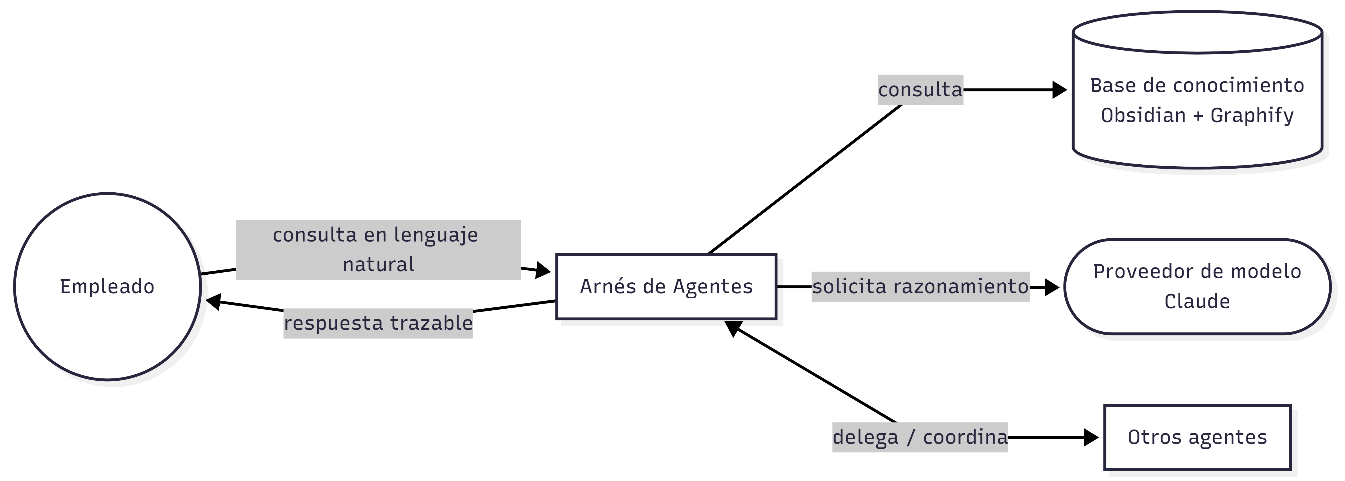 consulta
Base de conocimiento
Obsidian + Graphify
consulta en lenguaje
natural
Empleado
Arnés de Agentes
solicita razonamiento
Proveedor de modelo
Claude
respuesta trazable
delega / coordina
Otros agentes